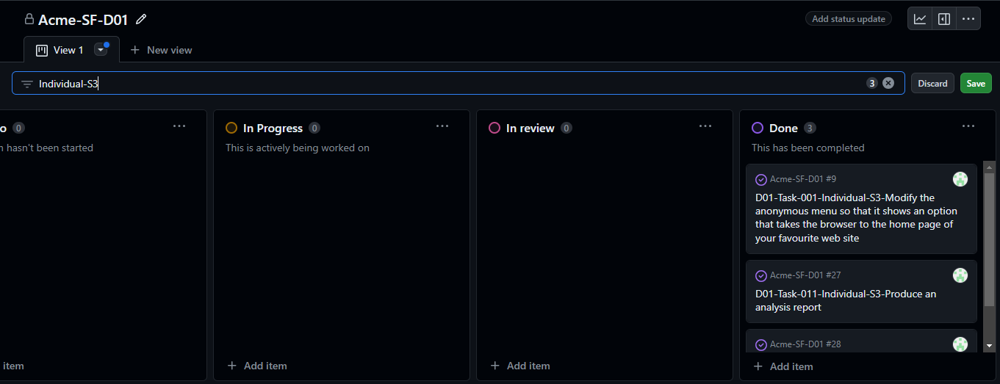 Acme-SF-D01
Add status update
View 1
New view
Individual-S3
3
Discard
Save
o 0
hasn't been started
item
In Progress 0
This is actively being worked on
Add item
In review 0
Add item
Done 3
This has been completed
Acme-SF-D01 #9
D01-Task-001-Individual-S3-Modify the
anonymous menu so that it shows an option
that takes the browser to the home page of
your favourite web site
Acme-SF-D01 #27
D01-Task-011-Individual-S3-Produce an
analysis report
Acme-SF-D01 #28
Add item